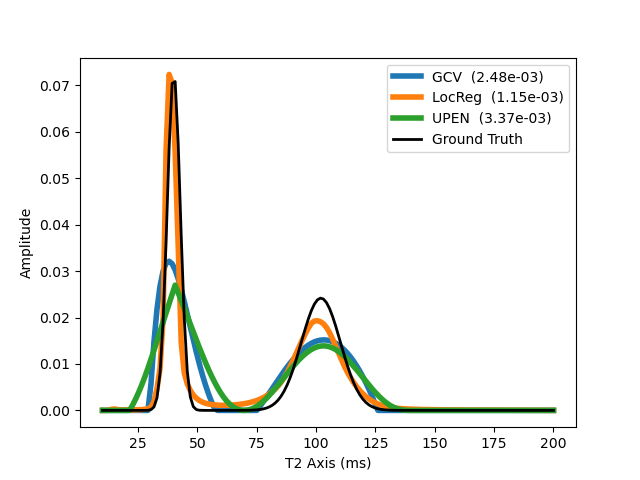 GCV  (2.48e-03)
LocReg  (1.15e-03)
UPEN  (3.37e-03)
Ground Truth
0.07
0.06
0.05
0.04
0.03
0.02
0.01
0.00
Amplitude
25 50 75 100 125 150 175 200
T2 Axis (ms)